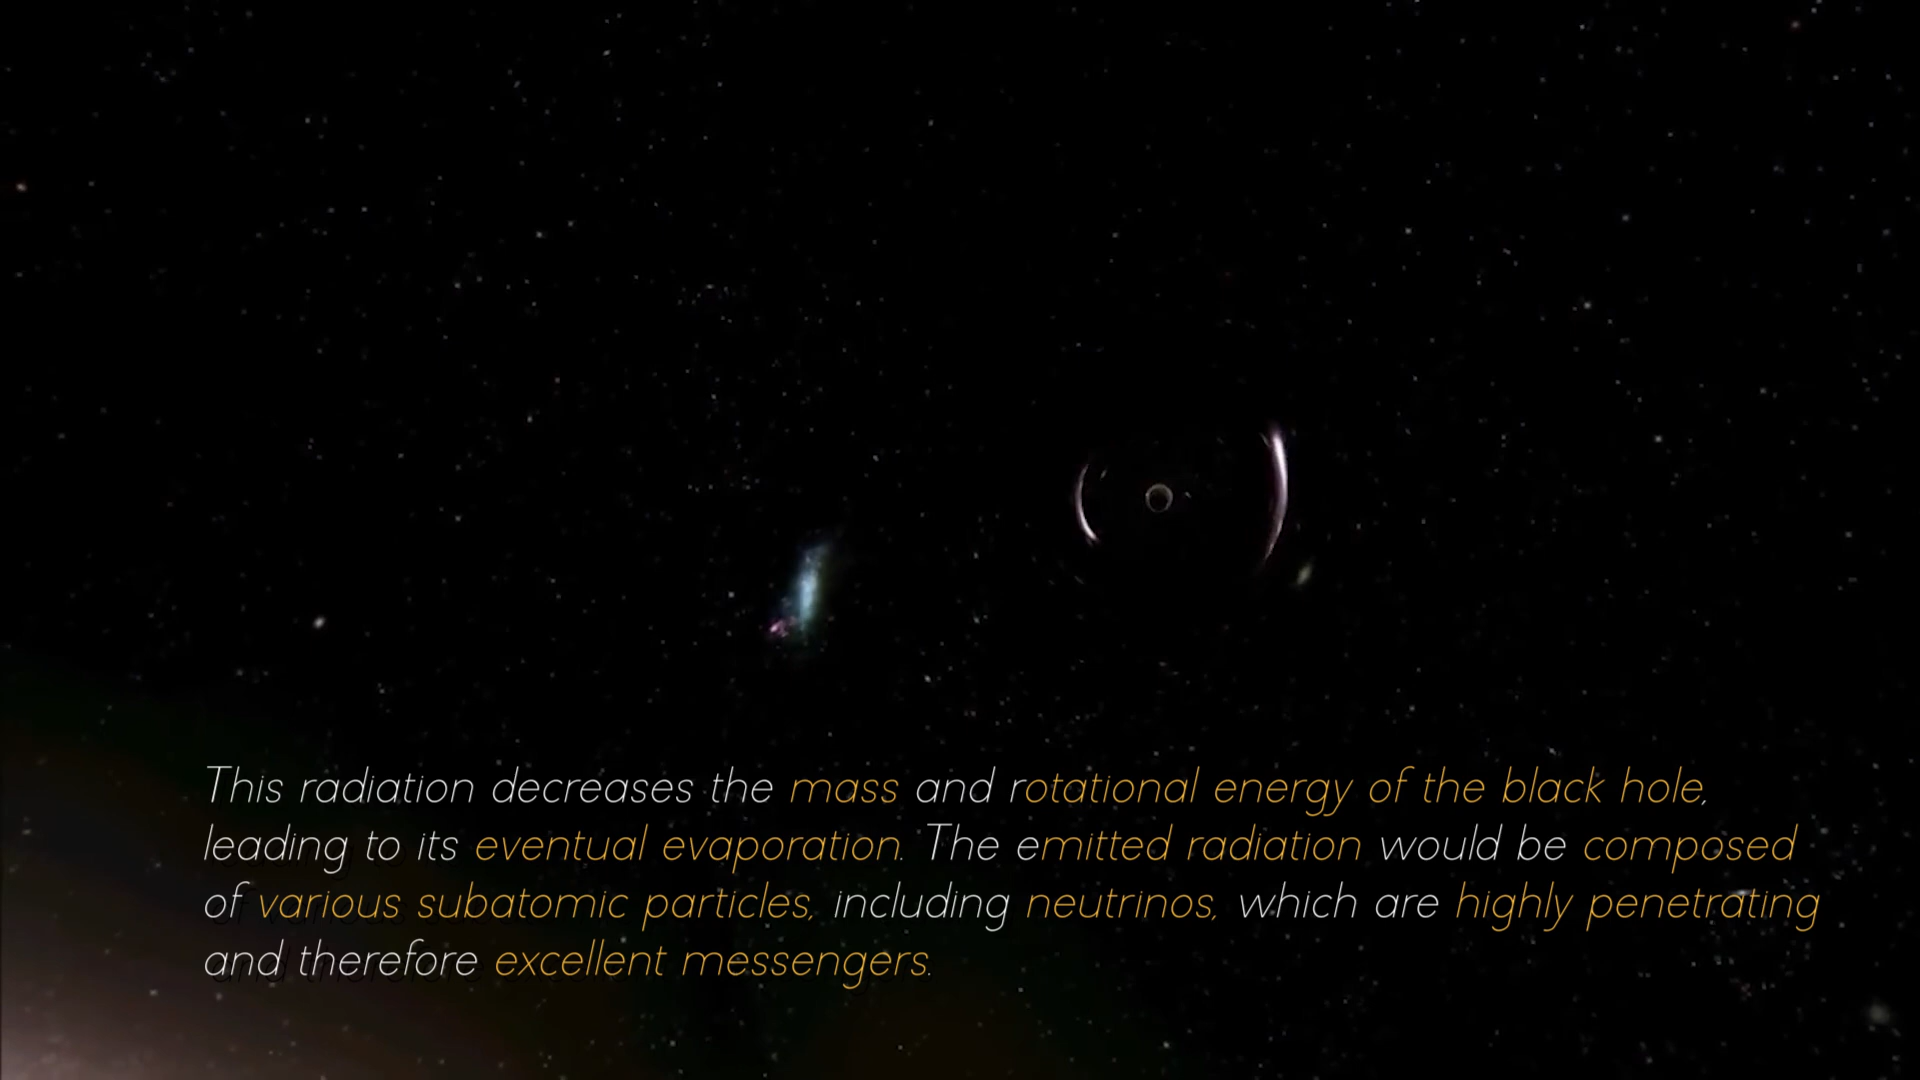 This radiation decreases the mass and rotational energy of the black hole,
leading to its eventual evaporation. The emitted radiation would be composed
of various subatomic particles, including neutrinos, which are highly penetrating
and therefore excellent messengers.